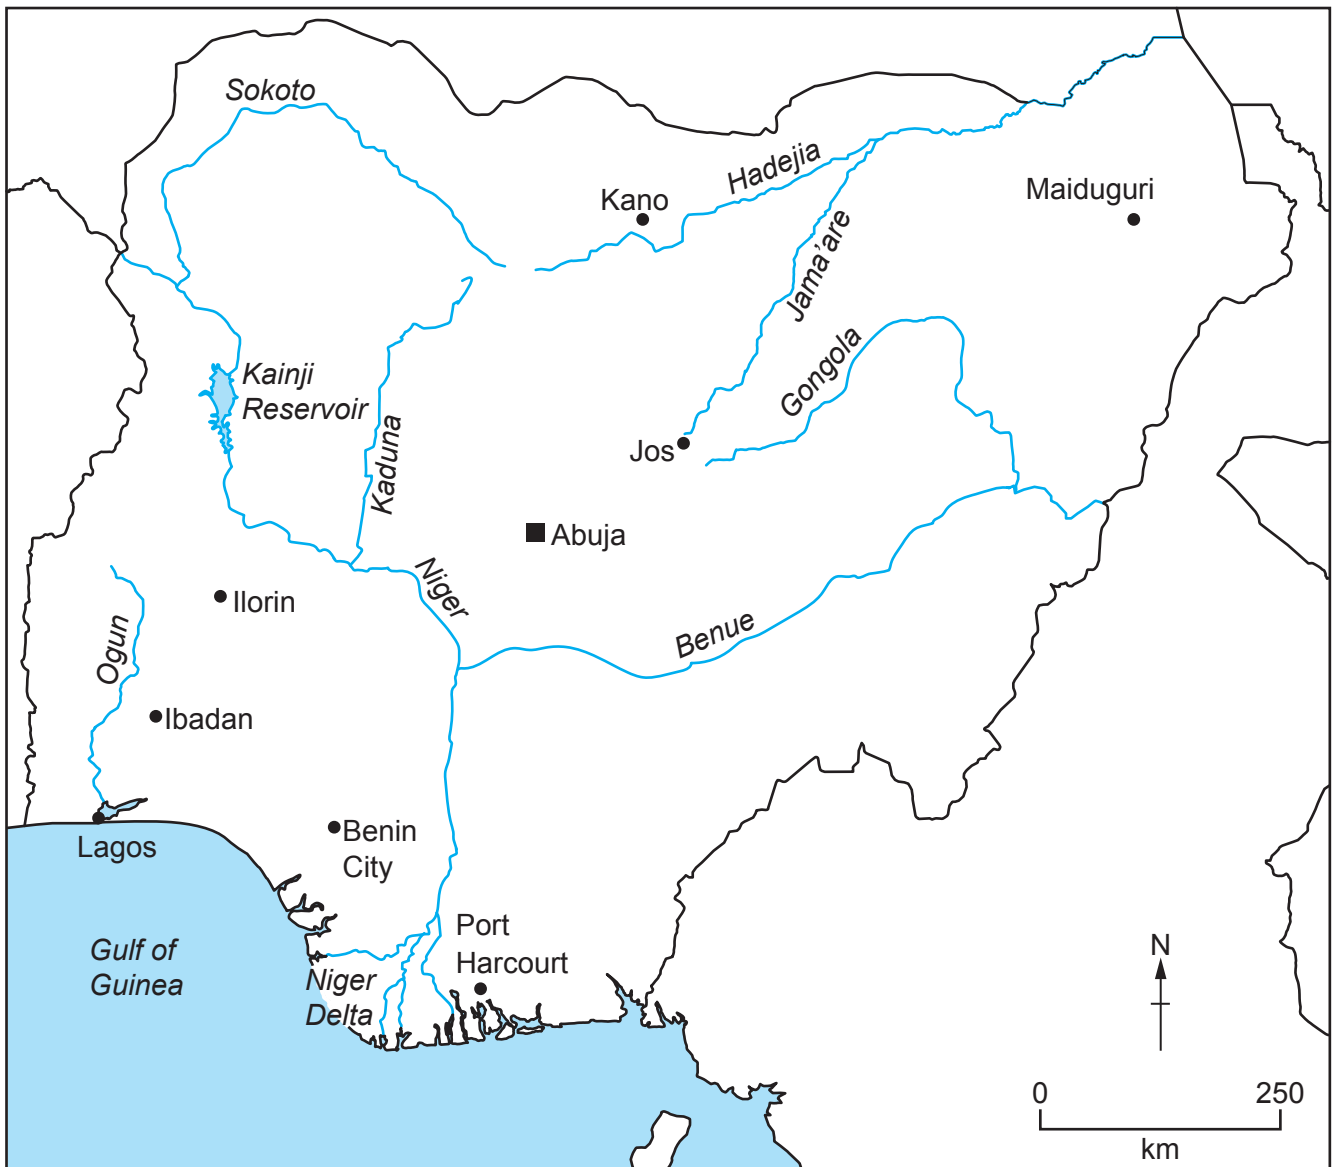 Sokoto
Hadejia
Kano
Maiduguri
Jama'are
Kainji
Reservoir
Gongola
Kaduna
Jos
Abuja
Niger
Ilorin
Benue
Ogun
Ibadan
Benin
City
Lagos
Port
Harcourt
Gulf of
Guinea
Niger
Delta
N
0 250
km